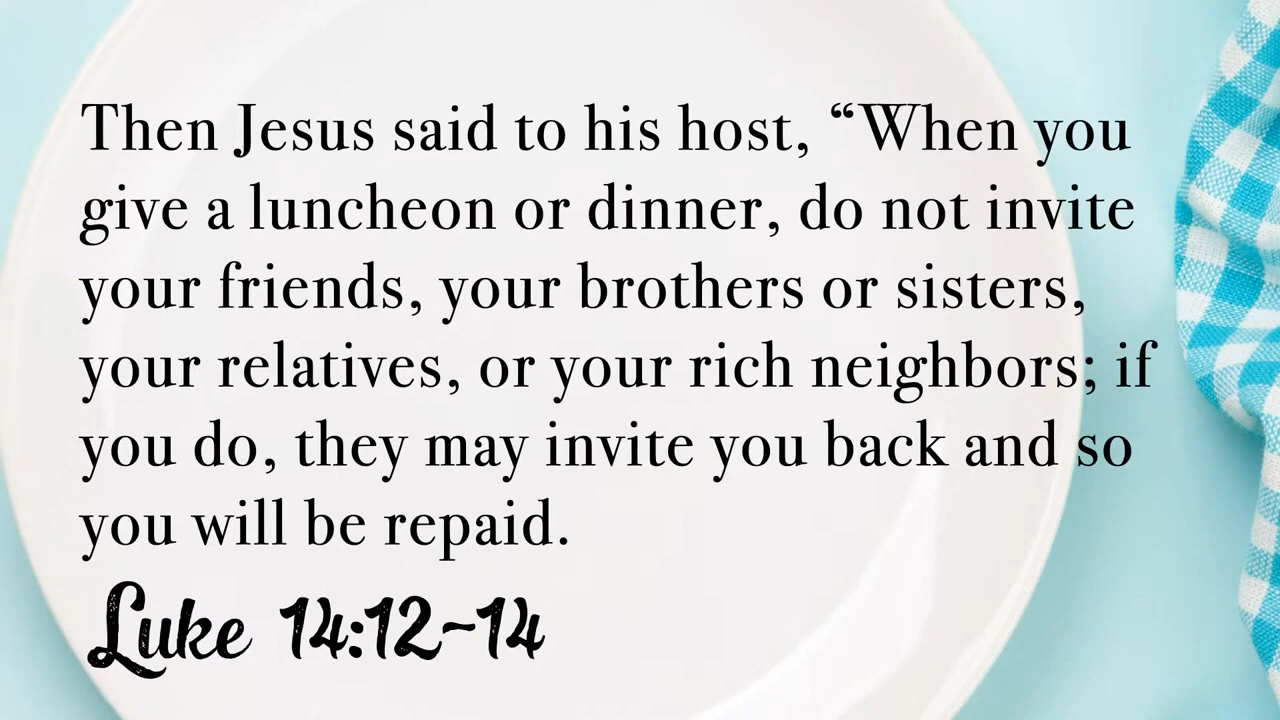 Then Jesus said to his host, “When you
give a luncheon or dinner, do not invite
your friends, your brothers or sisters,
your relatives, or your rich neighbors; if
you do, they may invite you back and so
you will be repaid.
Luke 14:12~14